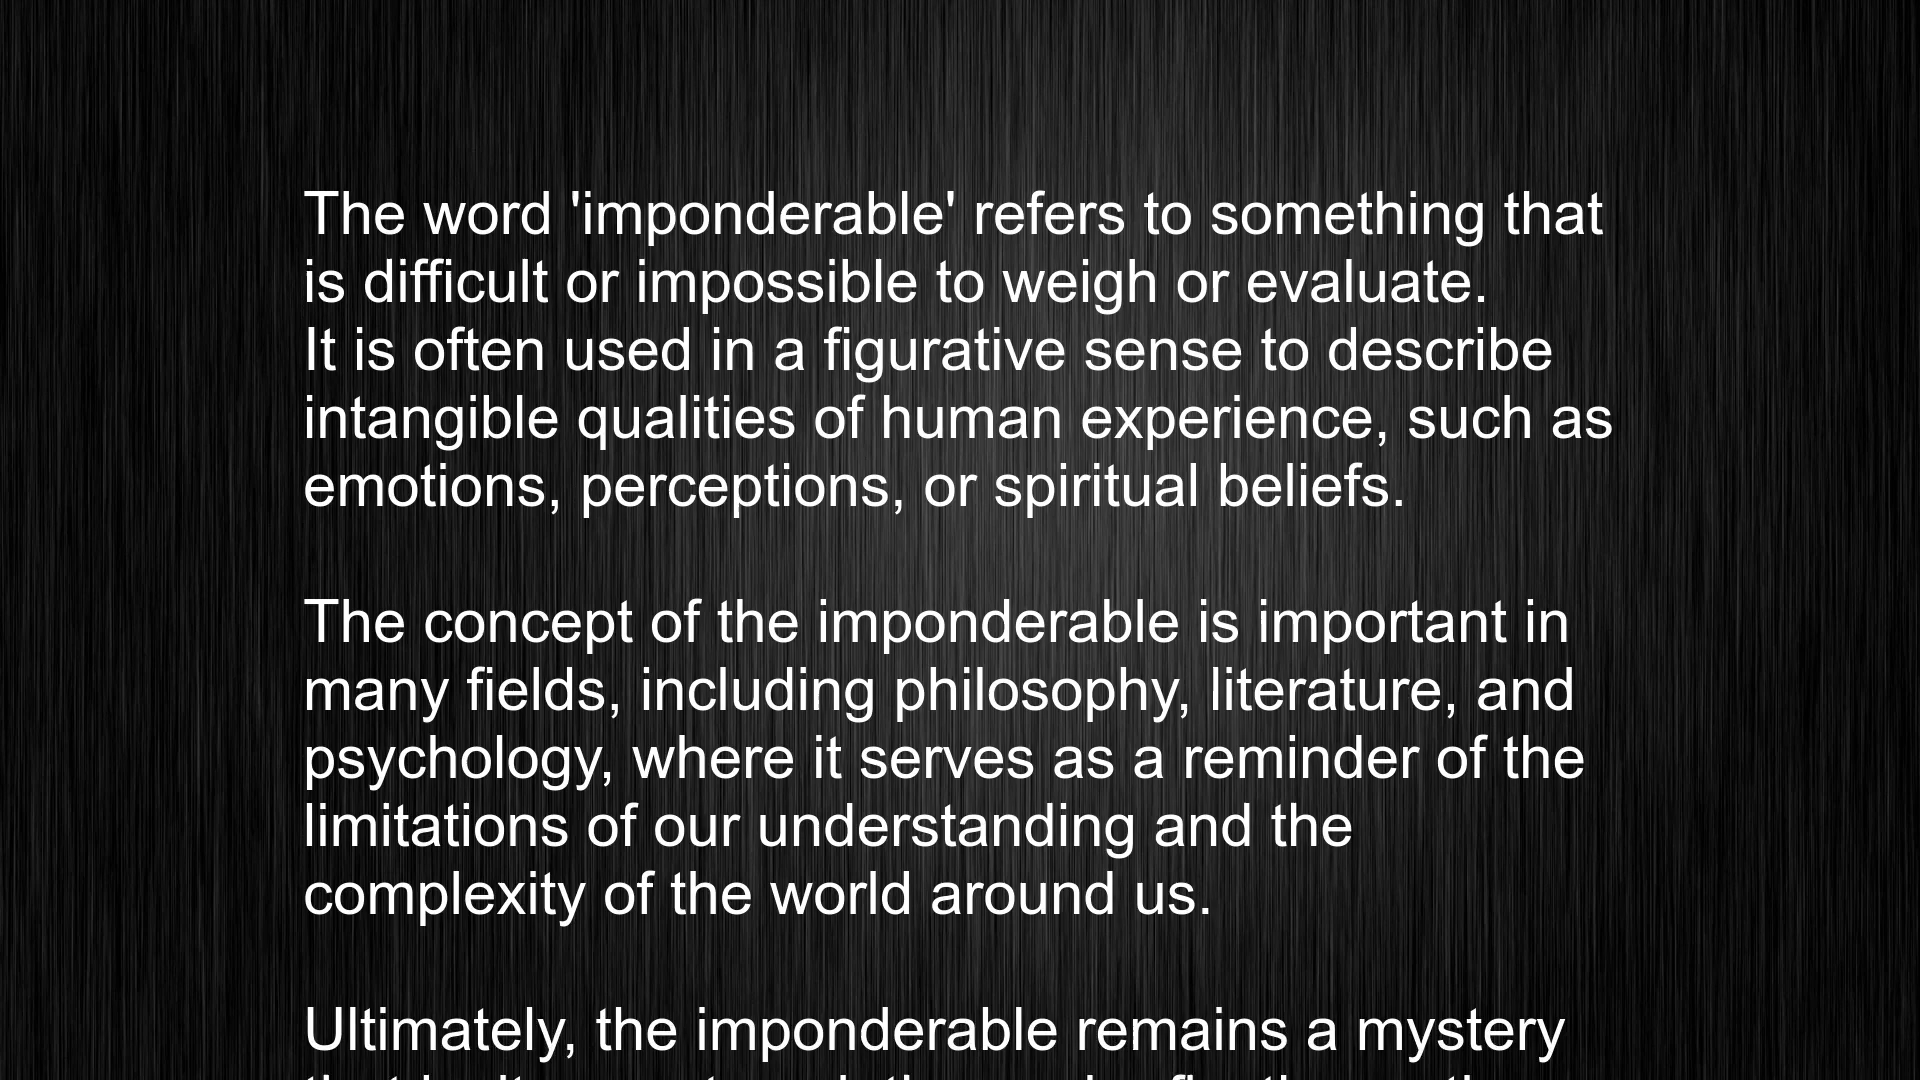 The word 'imponderable' refers to something that
is difficult or impossible to weigh or evaluate.
It is often used in a figurative sense to describe
intangible qualities of human experience, such as
emotions, perceptions, or spiritual beliefs.
The concept of the imponderable is important in
many fields, including philosophy, literature, and
psychology, where it serves as a reminder of the
limitations of our understanding and the
complexity of the world around us.
Ultimately, the imponderable remains a mystery